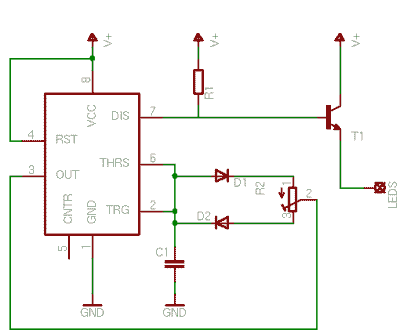 V+
V+
V+
8
VCC
DIS
7
R1
T1
4
RST
THRS
6
3
OUT
D1
R2
1
2
3
LEDS
CNTR
GND
TRG
2
D2
5
1
C1
GND
GND